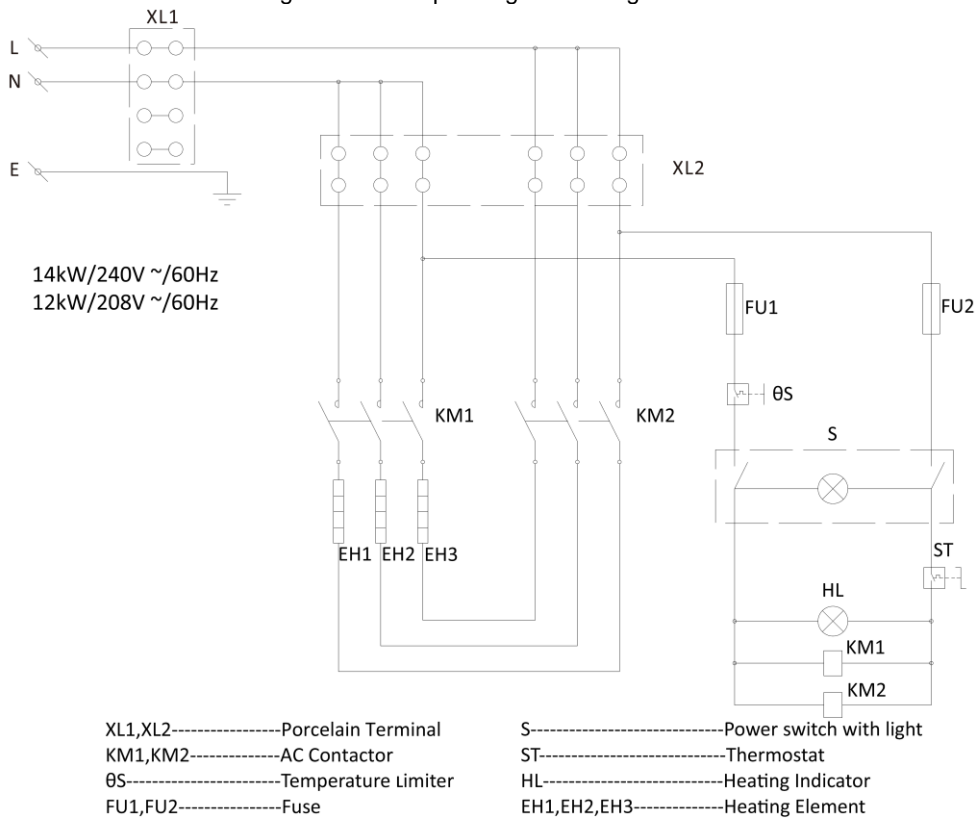 XL1
L
N
XL2
E
14kW/240V ~/60Hz
12kW/208V ~/60Hz
FU1
FU2
θS
KM1
KM2
S
EH1
EH2
EH3
ST
HL
KM1
KM2
XL1,XL2-----------------Porcelain Terminal
KM1,KM2----------------AC Contactor
θS------------------------Temperature Limiter
FU1,FU2----------------Fuse
S-----------------------------Power switch with light
ST----------------------------Thermostat
HL---------------------------Heating Indicator
EH1,EH2,EH3-------------Heating Element